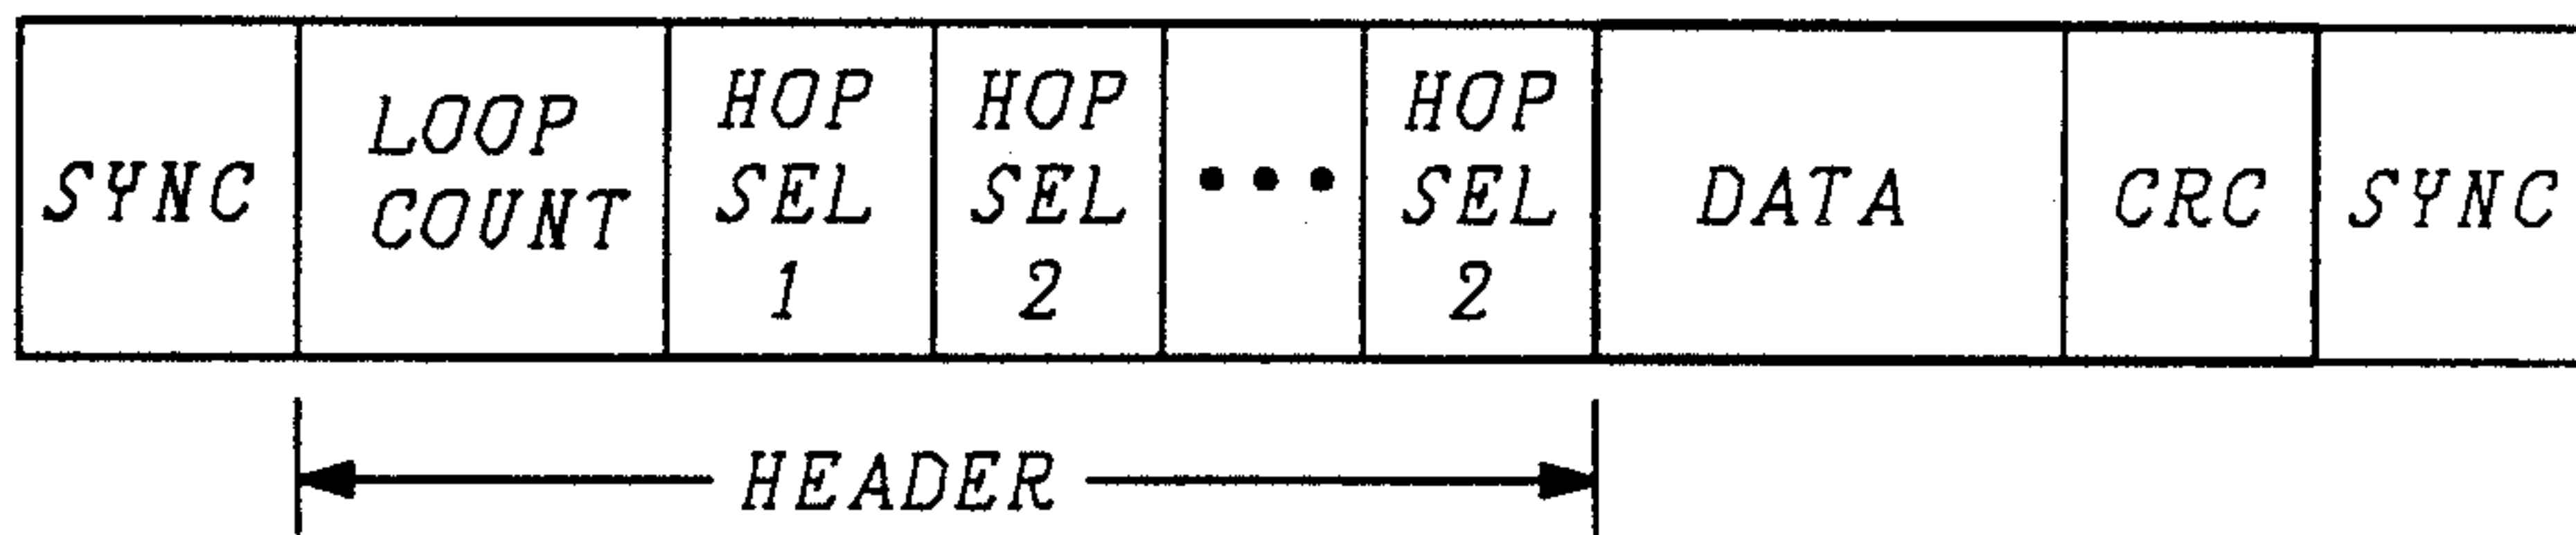 SYNC
LOOP
COUNT
HOP
SEL
1
HOP
SEL
2
•••
HOP
SEL
2
DATA
CRC
SYNC
HEADER